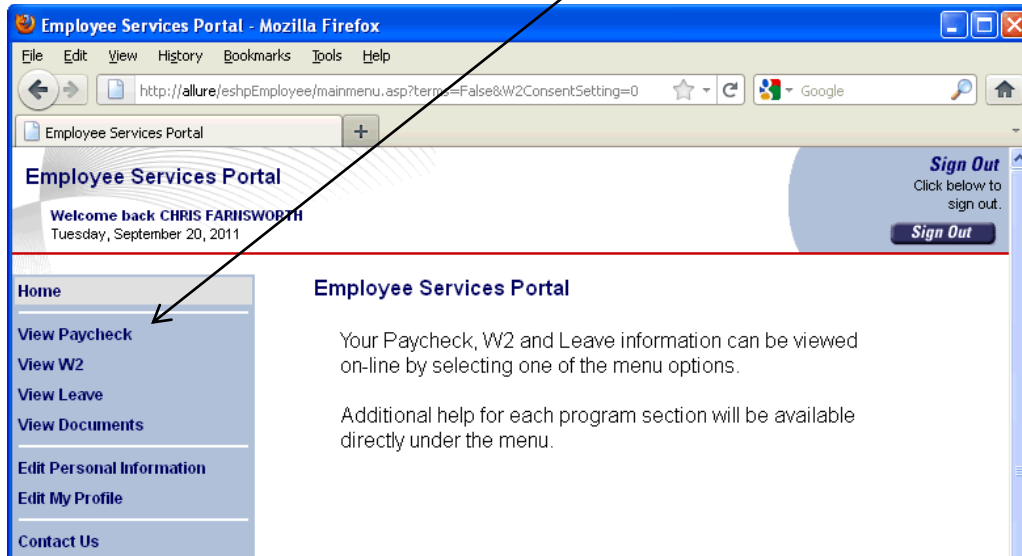 Employee Services Portal - Mozilla Firefox
File Edit View History Bookmarks Tools Help
http://allure/eshpEmployee/mainmenu.asp?terms=False&W2ConsentSetting=0 Google
Employee Services Portal +
Employee Services Portal
Welcome back CHRIS FARNSWORTH
Tuesday, September 20, 2011
Sign Out
Click below to
sign out.
Sign Out
Home
View Paycheck
View W2
View Leave
View Documents
Edit Personal Information
Edit My Profile
Contact Us
Employee Services Portal
Your Paycheck, W2 and Leave information can be viewed
on-line by selecting one of the menu options.
Additional help for each program section will be available
directly under the menu.